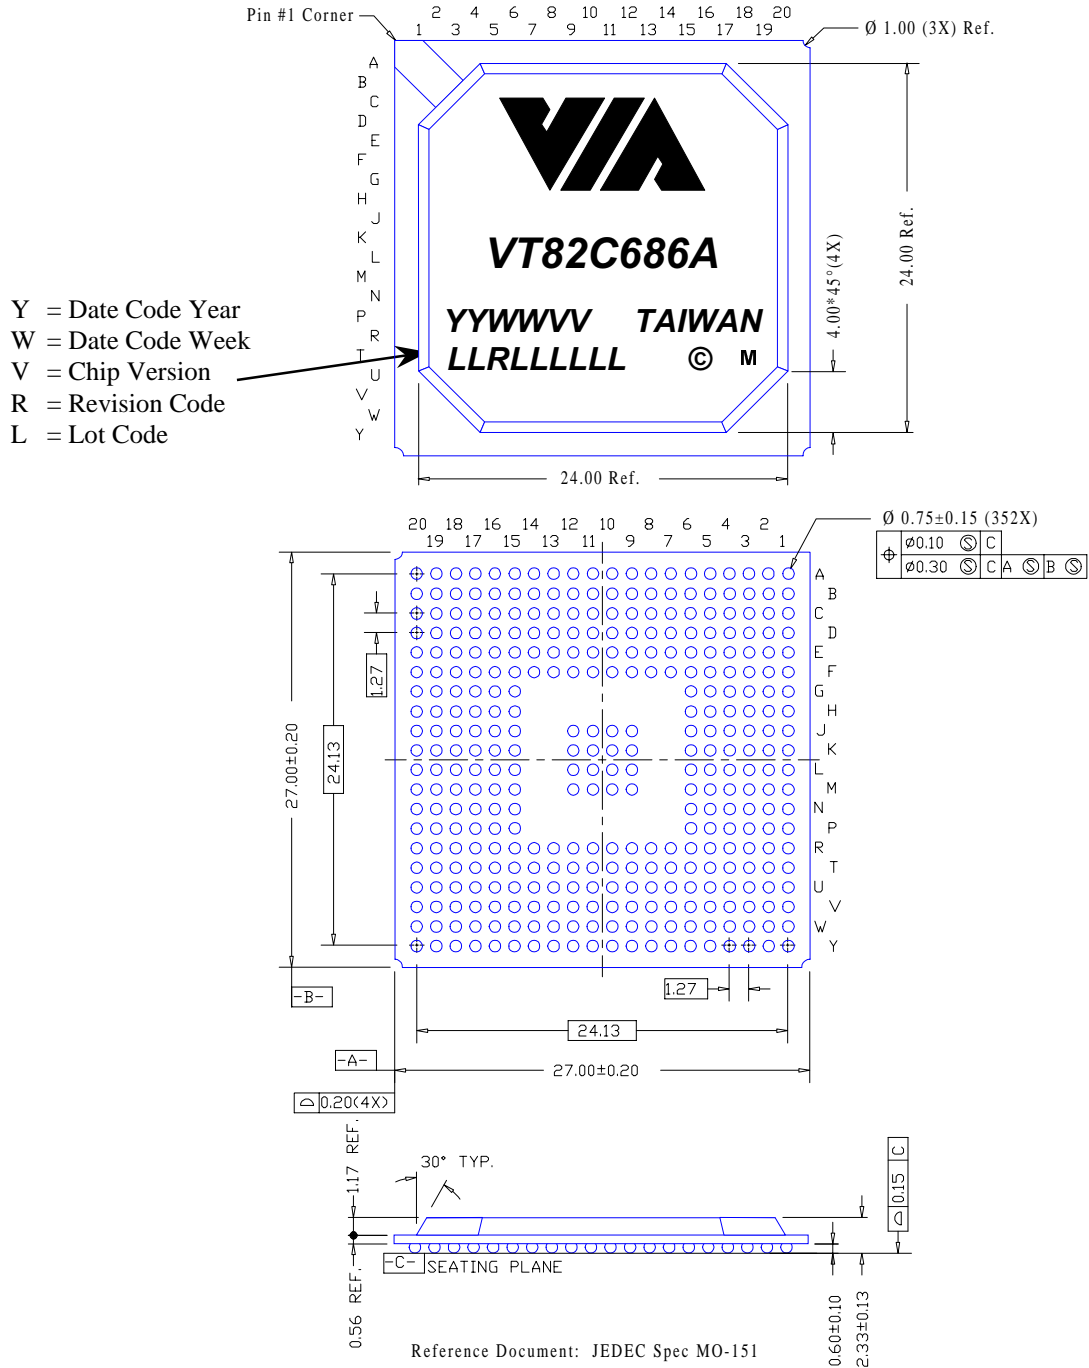 Pin #1 Corner
2 4 6 8 10 12 14 16 18 20
1 3 5 7 9 11 13 15 17 19
Ø 1.00 (3X) Ref.
A
B
C
D
E
F
G
H
J
K
L
M
N
P
R
T
U
V
W
Y
VIA
VT82C686A
YYWWVV TAIWAN
LLRLLLLLL © M
Y = Date Code Year
W = Date Code Week
V = Chip Version
R = Revision Code
L = Lot Code
4.00*45°(4X)
24.00 Ref.
24.00 Ref.
20 18 16 14 12 10 8 6 4 2
19 17 15 13 11 9 7 5 3 1
Ø 0.75±0.15 (352X)
⌖ ø0.10 Ⓢ C
ø0.30 Ⓢ C A Ⓢ B Ⓢ
A
B
C
D
E
F
G
H
J
K
L
M
N
P
R
T
U
V
W
Y
1.27
24.13
27.00±0.20
-B-
1.27
24.13
-A-
27.00±0.20
⌓ 0.20(4X)
1.17 REF.
30° TYP.
⌓ 0.15 C
-C- SEATING PLANE
0.56 REF.
0.60±0.10
2.33±0.13
Reference Document: JEDEC Spec MO-151